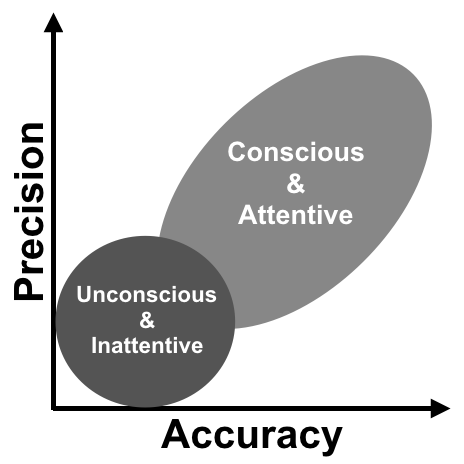 Precision
Conscious
&
Attentive
Unconscious
&
Inattentive
Accuracy